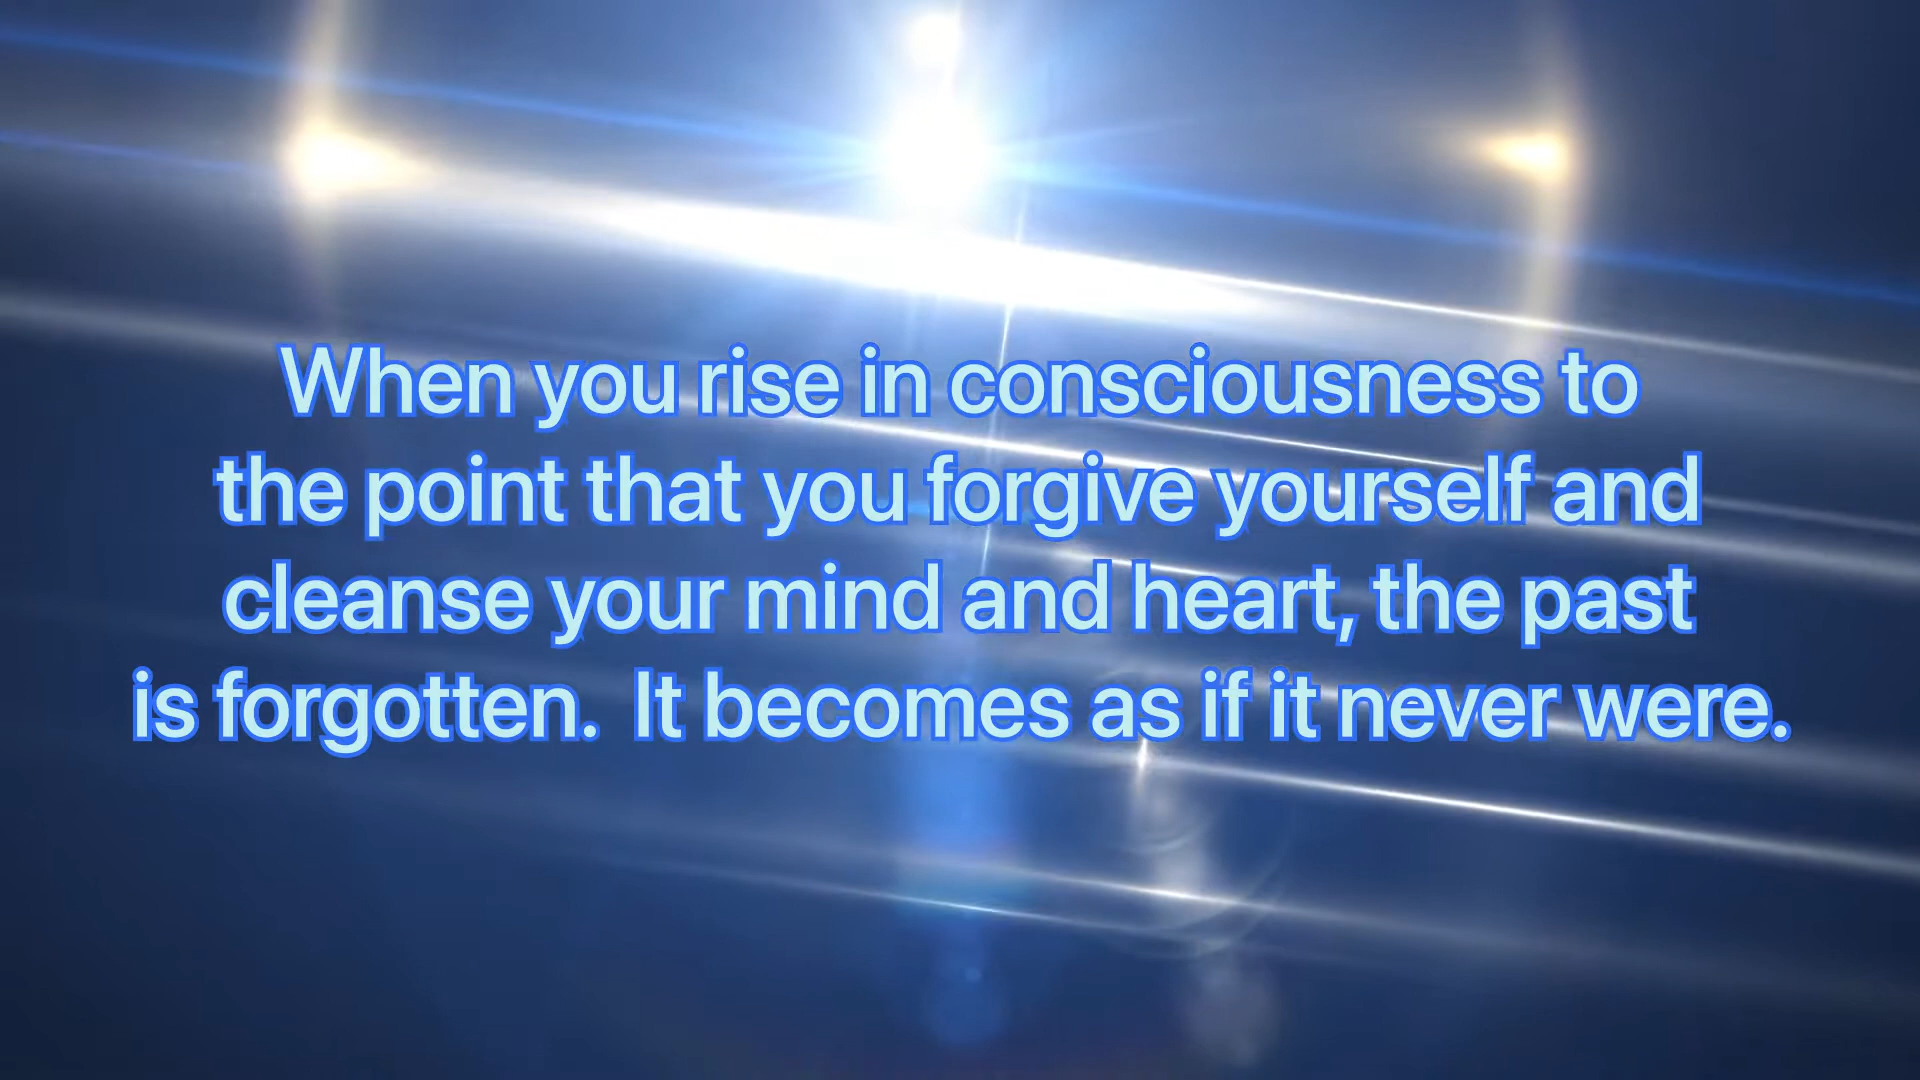 When you rise in consciousness to
the point that you forgive yourself and
cleanse your mind and heart, the past
is forgotten.  It becomes as if it never were.